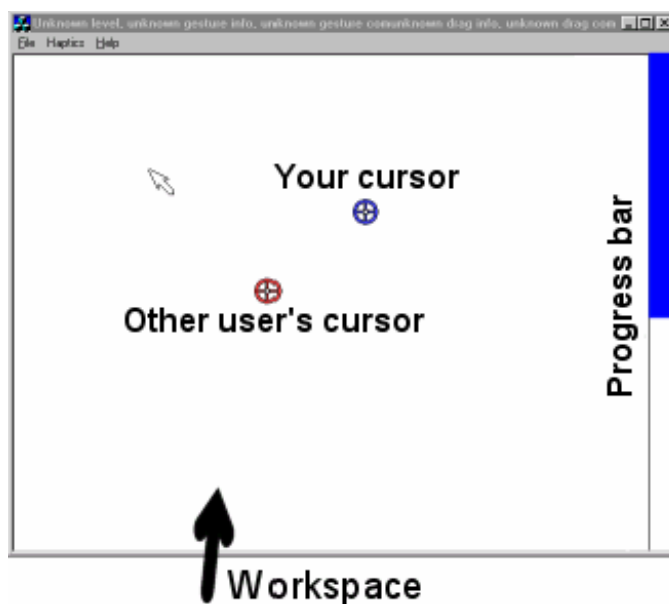 Unknown level, unknown gesture info, unknown gesture comunknown drag info, unknown drag com
File Haptics Help
Your cursor
Other user's cursor
Progress bar
Workspace